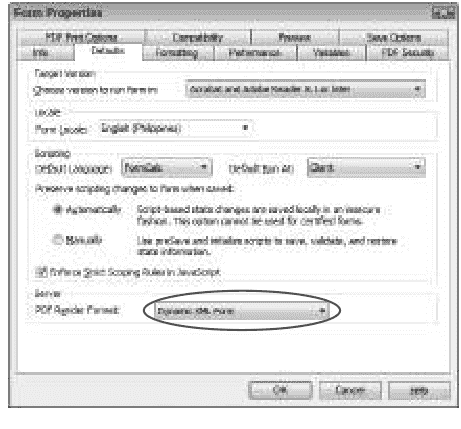 Form Properties
PDF Print Options Compatibility Preview Save Options
Info Defaults Formatting Performance Variables PDF Security
Target Version
Choose version to run form in: Acrobat and Adobe Reader 8.1 or later
Locale
Form Locale: English (Philippines)
Scripting
Default Language: FormCalc Default Run At: Client
Preserve scripting changes to form when saved:
Automatically Script-based state changes are saved locally in an insecure
fashion. This option cannot be used for certified forms.
Manually Use preSave and initialize scripts to save, validate, and restore
state information.
Enforce Strict Scoping Rules in JavaScript
Server
PDF Render Format: Dynamic XML Form
OK Cancel Help